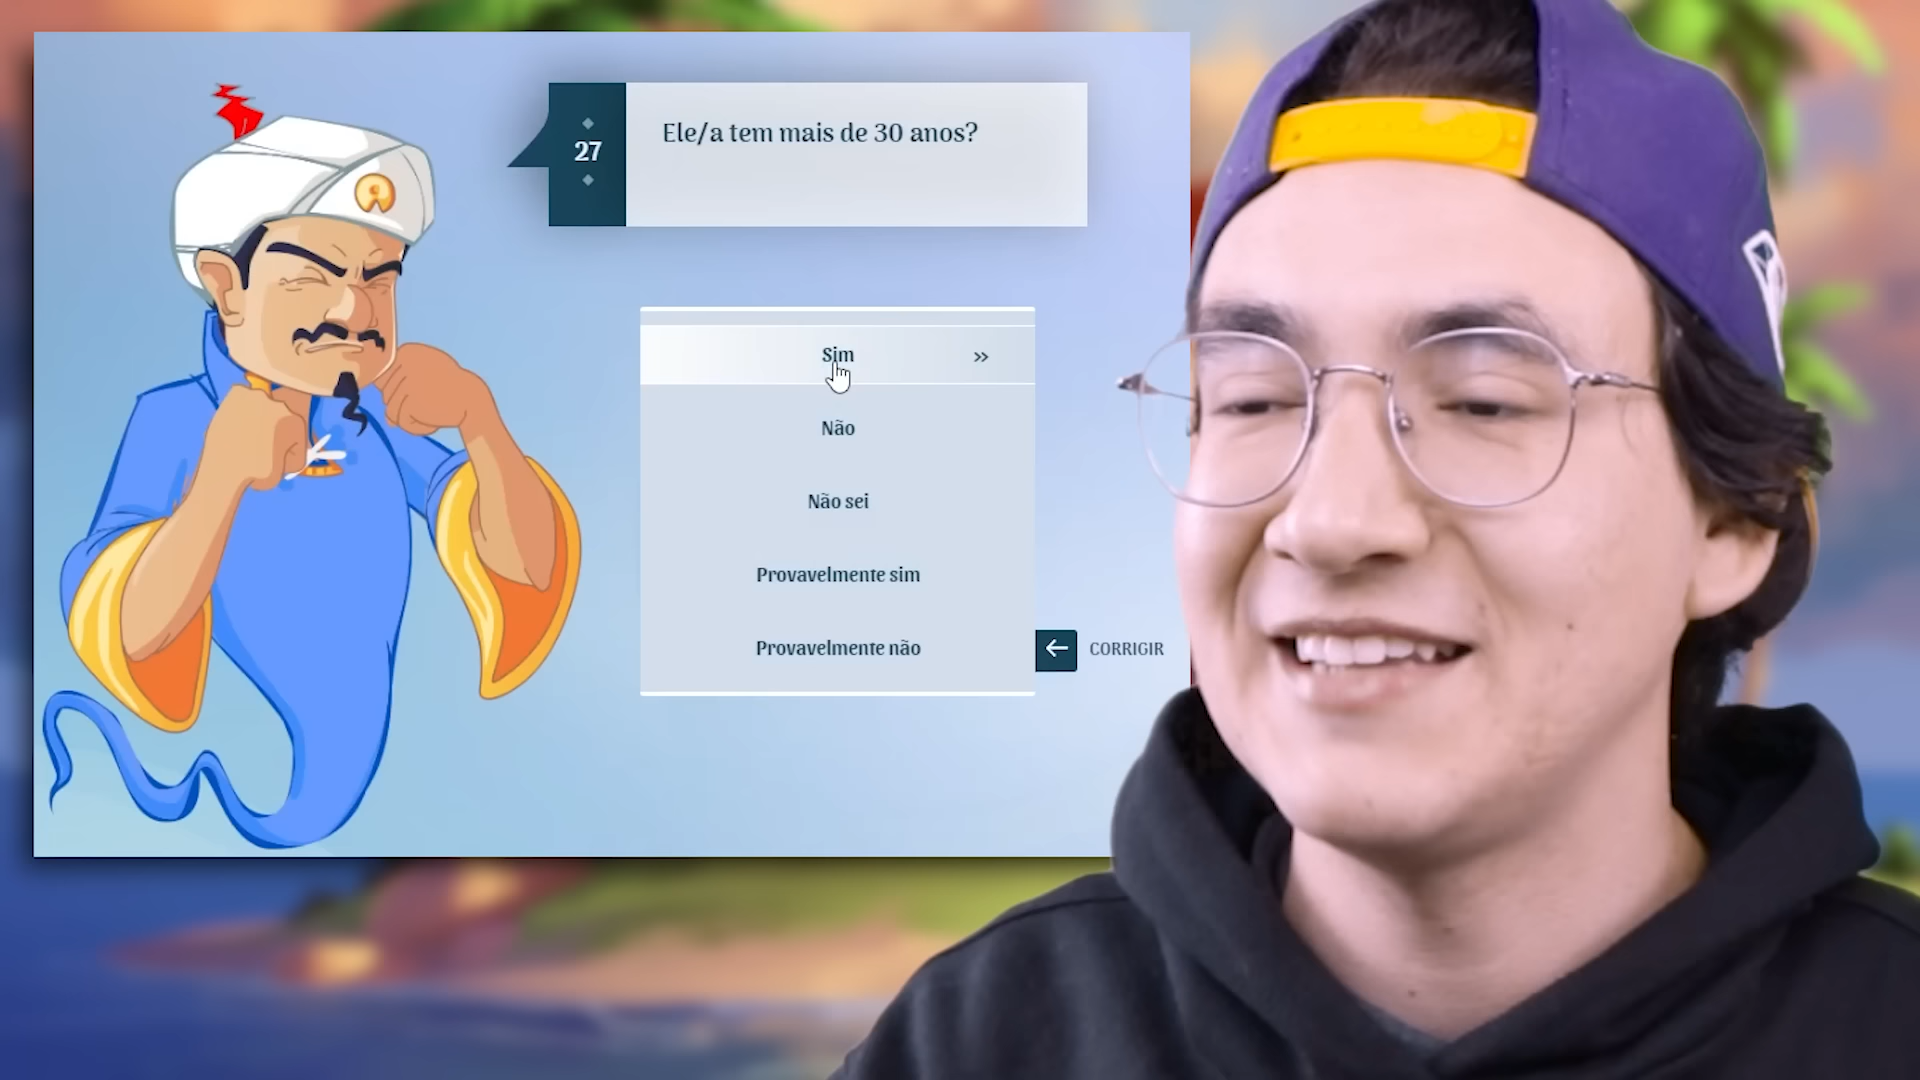 27
Ele/a tem mais de 30 anos?
Sim
Não
Não sei
Provavelmente sim
Provavelmente não
CORRIGIR